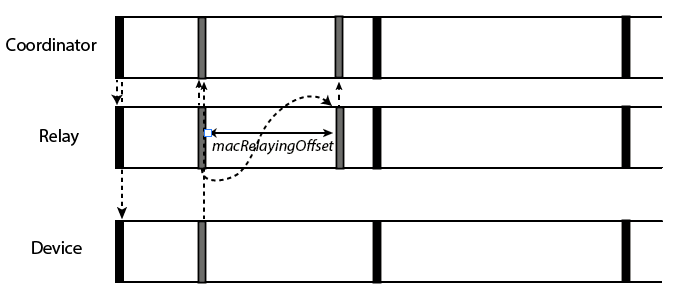 Coordinator
Relay
macRelayingOffset
Device